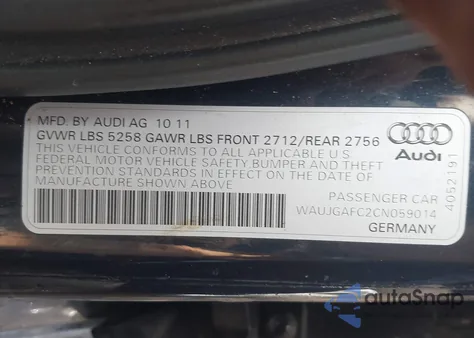 MFD. BY AUDI AG 10 11
GVWR LBS 5258 GAWR LBS FRONT 2712/REAR 2756
THIS VEHICLE CONFORMS TO ALL APPLICABLE U S
FEDERAL MOTOR VEHICLE SAFETY, BUMPER AND THEFT
PREVENTION STANDARDS IN EFFECT ON THE DATE OF
MANUFACTURE SHOWN ABOVE.
Audi
4052191
PASSENGER CAR
WAUJGAFC2CN059014
GERMANY
autoSnap